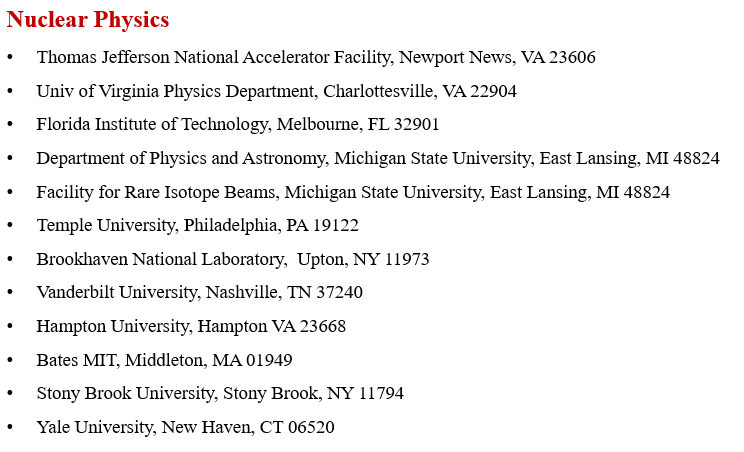 Nuclear Physics
• Thomas Jefferson National Accelerator Facility, Newport News, VA 23606
• Univ of Virginia Physics Department, Charlottesville, VA 22904
• Florida Institute of Technology, Melbourne, FL 32901
• Department of Physics and Astronomy, Michigan State University, East Lansing, MI 48824
• Facility for Rare Isotope Beams, Michigan State University, East Lansing, MI 48824
• Temple University, Philadelphia, PA 19122
• Brookhaven National Laboratory,  Upton, NY 11973
• Vanderbilt University, Nashville, TN 37240
• Hampton University, Hampton VA 23668
• Bates MIT, Middleton, MA 01949
• Stony Brook University, Stony Brook, NY 11794
• Yale University, New Haven, CT 06520